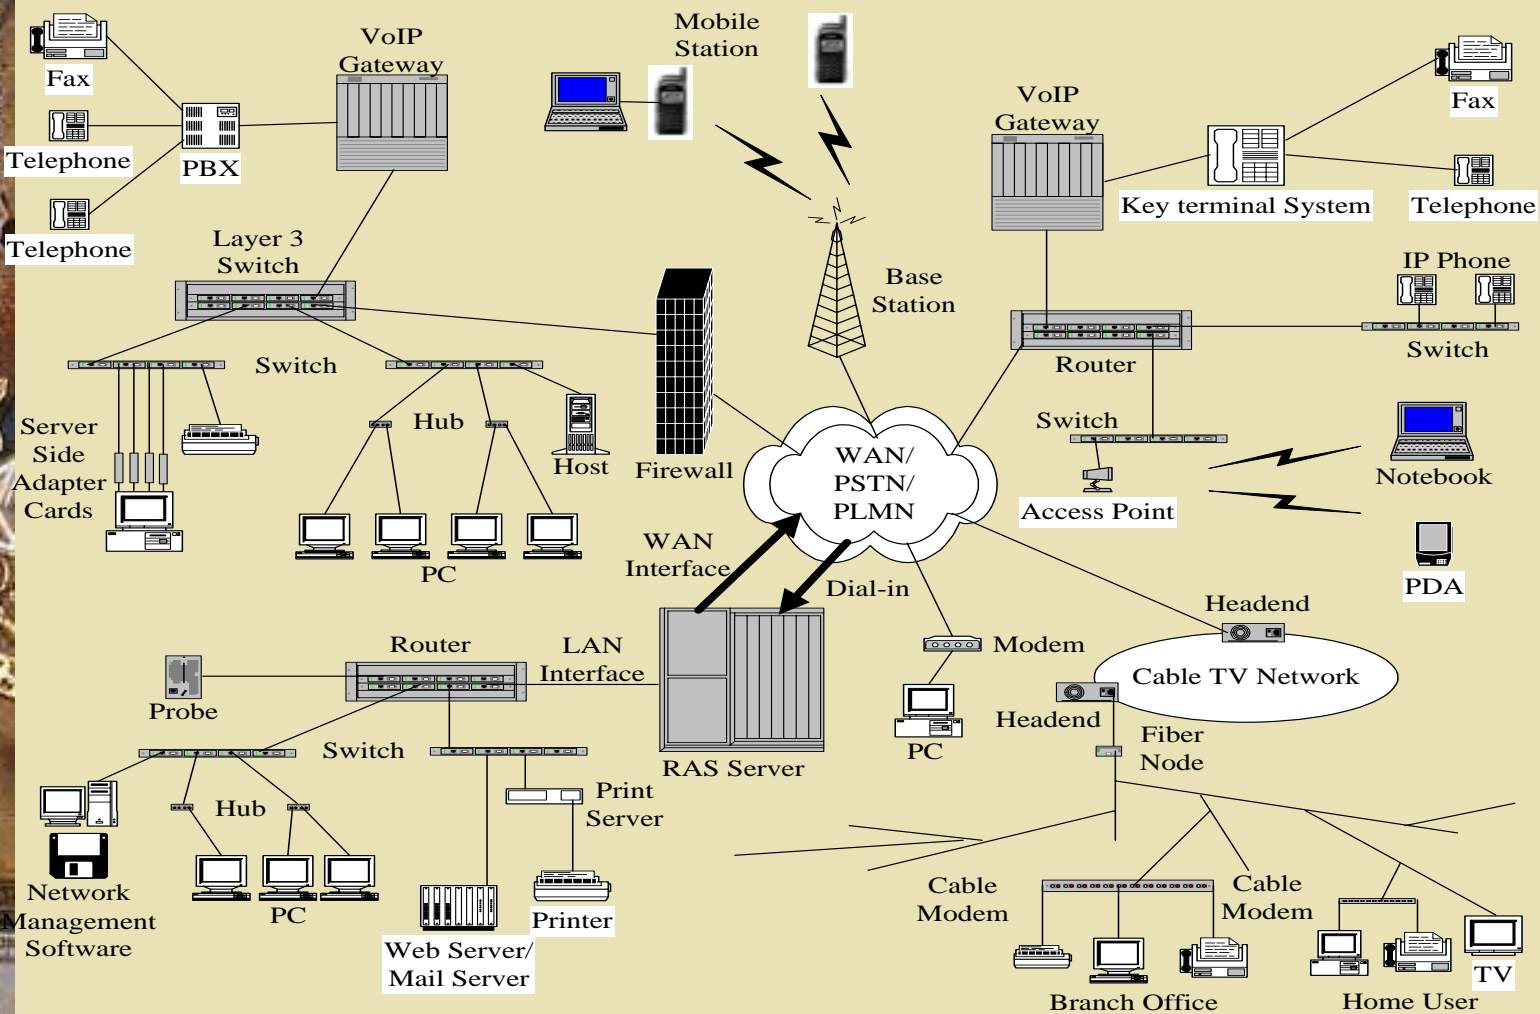 Mobile
Station
VoIP
Gateway
Fax
Telephone
PBX
Telephone
VoIP
Gateway
Fax
Key terminal System
Telephone
Layer 3
Switch
Base
Station
IP Phone
Switch
Router
Switch
Server
Side
Adapter
Cards
Hub
Host
Firewall
PC
WAN/
PSTN/
PLMN
Switch
Access Point
Notebook
PDA
WAN
Interface
Dial-in
Router
LAN
Interface
Probe
Switch
RAS Server
Modem
PC
Headend
Cable TV Network
Headend
Fiber
Node
Hub
Print
Server
Network
Management
Software
PC
Web Server/
Mail Server
Printer
Cable
Modem
Cable
Modem
Branch Office
TV
Home User